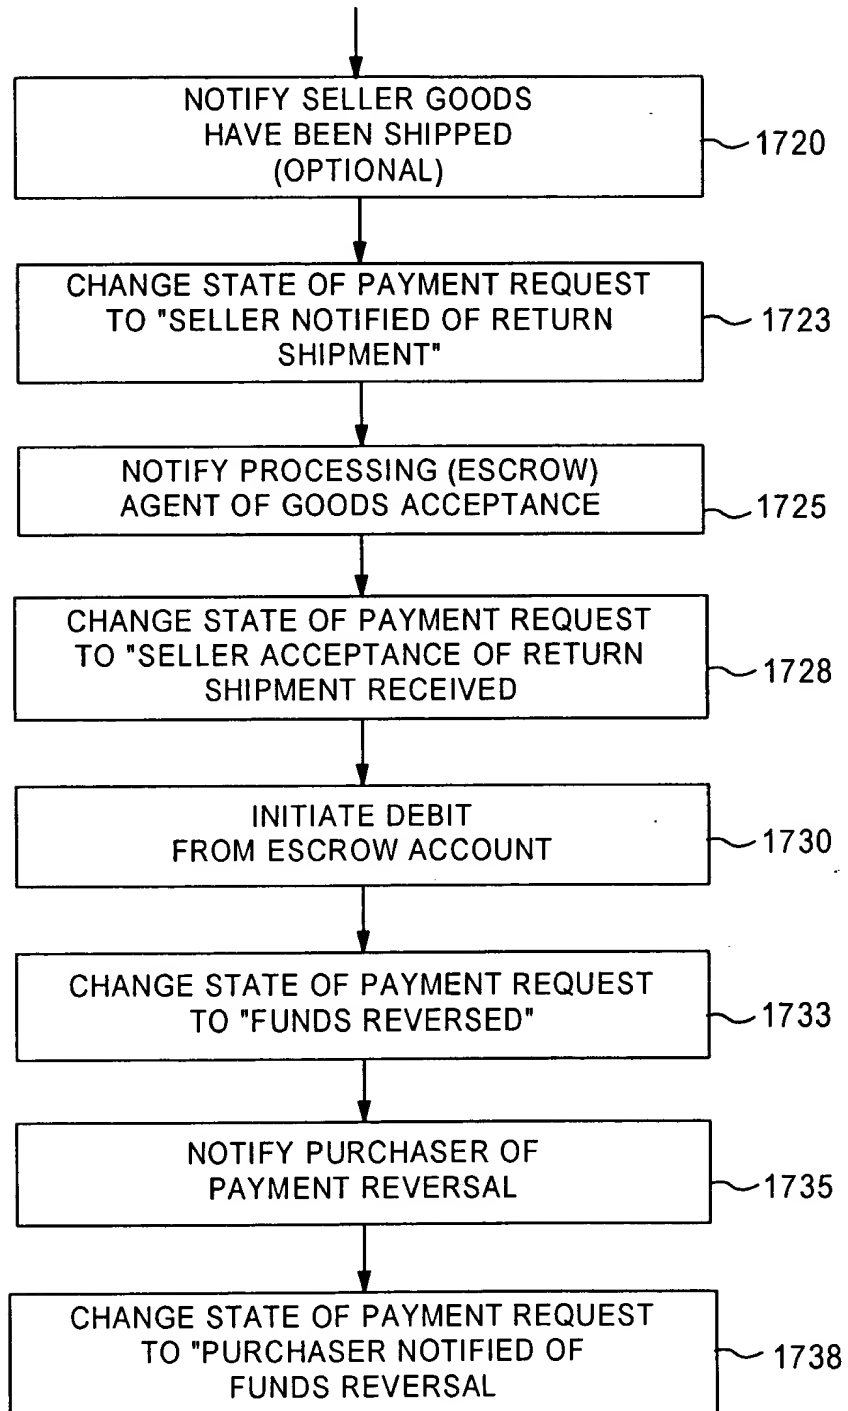 NOTIFY SELLER GOODS
HAVE BEEN SHIPPED
(OPTIONAL)
1720
CHANGE STATE OF PAYMENT REQUEST
TO "SELLER NOTIFIED OF RETURN
SHIPMENT"
1723
NOTIFY PROCESSING (ESCROW)
AGENT OF GOODS ACCEPTANCE
1725
CHANGE STATE OF PAYMENT REQUEST
TO "SELLER ACCEPTANCE OF RETURN
SHIPMENT RECEIVED
1728
INITIATE DEBIT
FROM ESCROW ACCOUNT
1730
CHANGE STATE OF PAYMENT REQUEST
TO "FUNDS REVERSED"
1733
NOTIFY PURCHASER OF
PAYMENT REVERSAL
1735
CHANGE STATE OF PAYMENT REQUEST
TO "PURCHASER NOTIFIED OF
FUNDS REVERSAL
1738